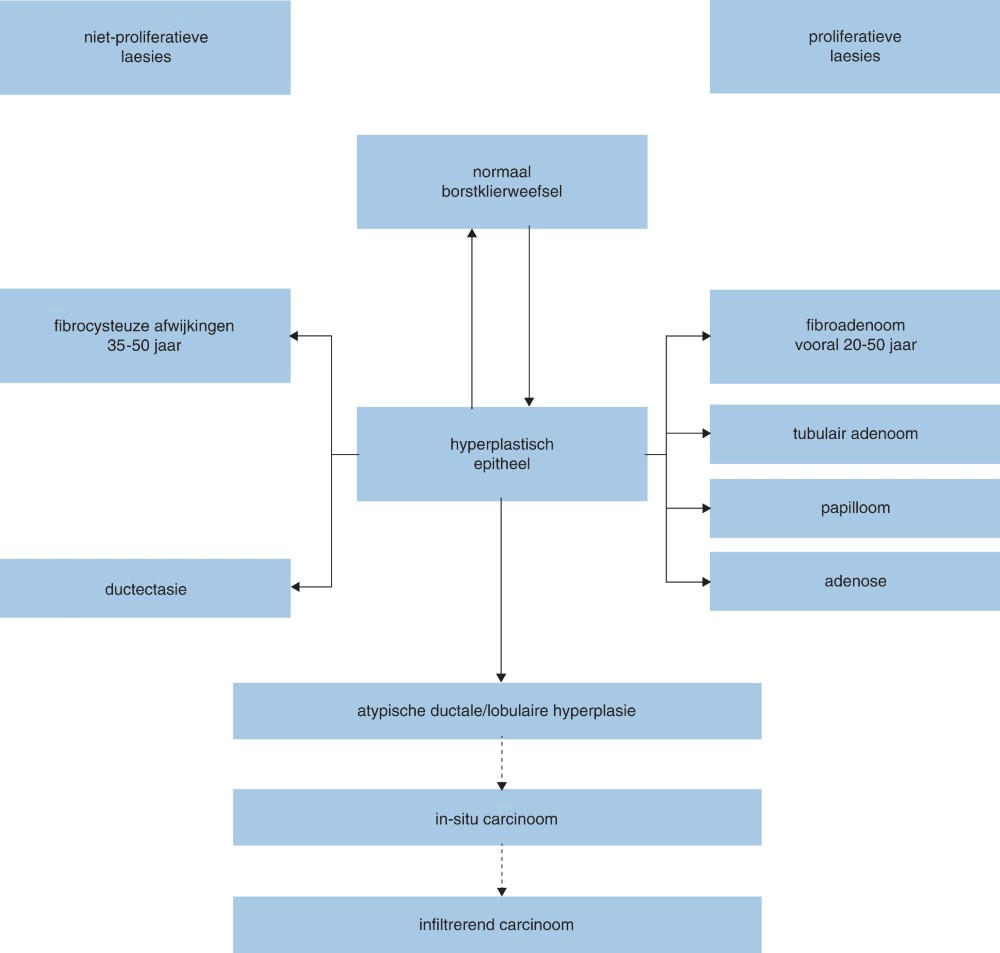 niet-proliferatieve
laesies
proliferatieve
laesies
normaal
borstklierweefsel
fibrocysteuze afwijkingen
35-50 jaar
fibroadenoom
vooral 20-50 jaar
tubulair adenoom
hyperplastisch
epitheel
papilloom
adenose
ductectasie
atypische ductale/lobulaire hyperplasie
in-situ carcinoom
infiltrerend carcinoom